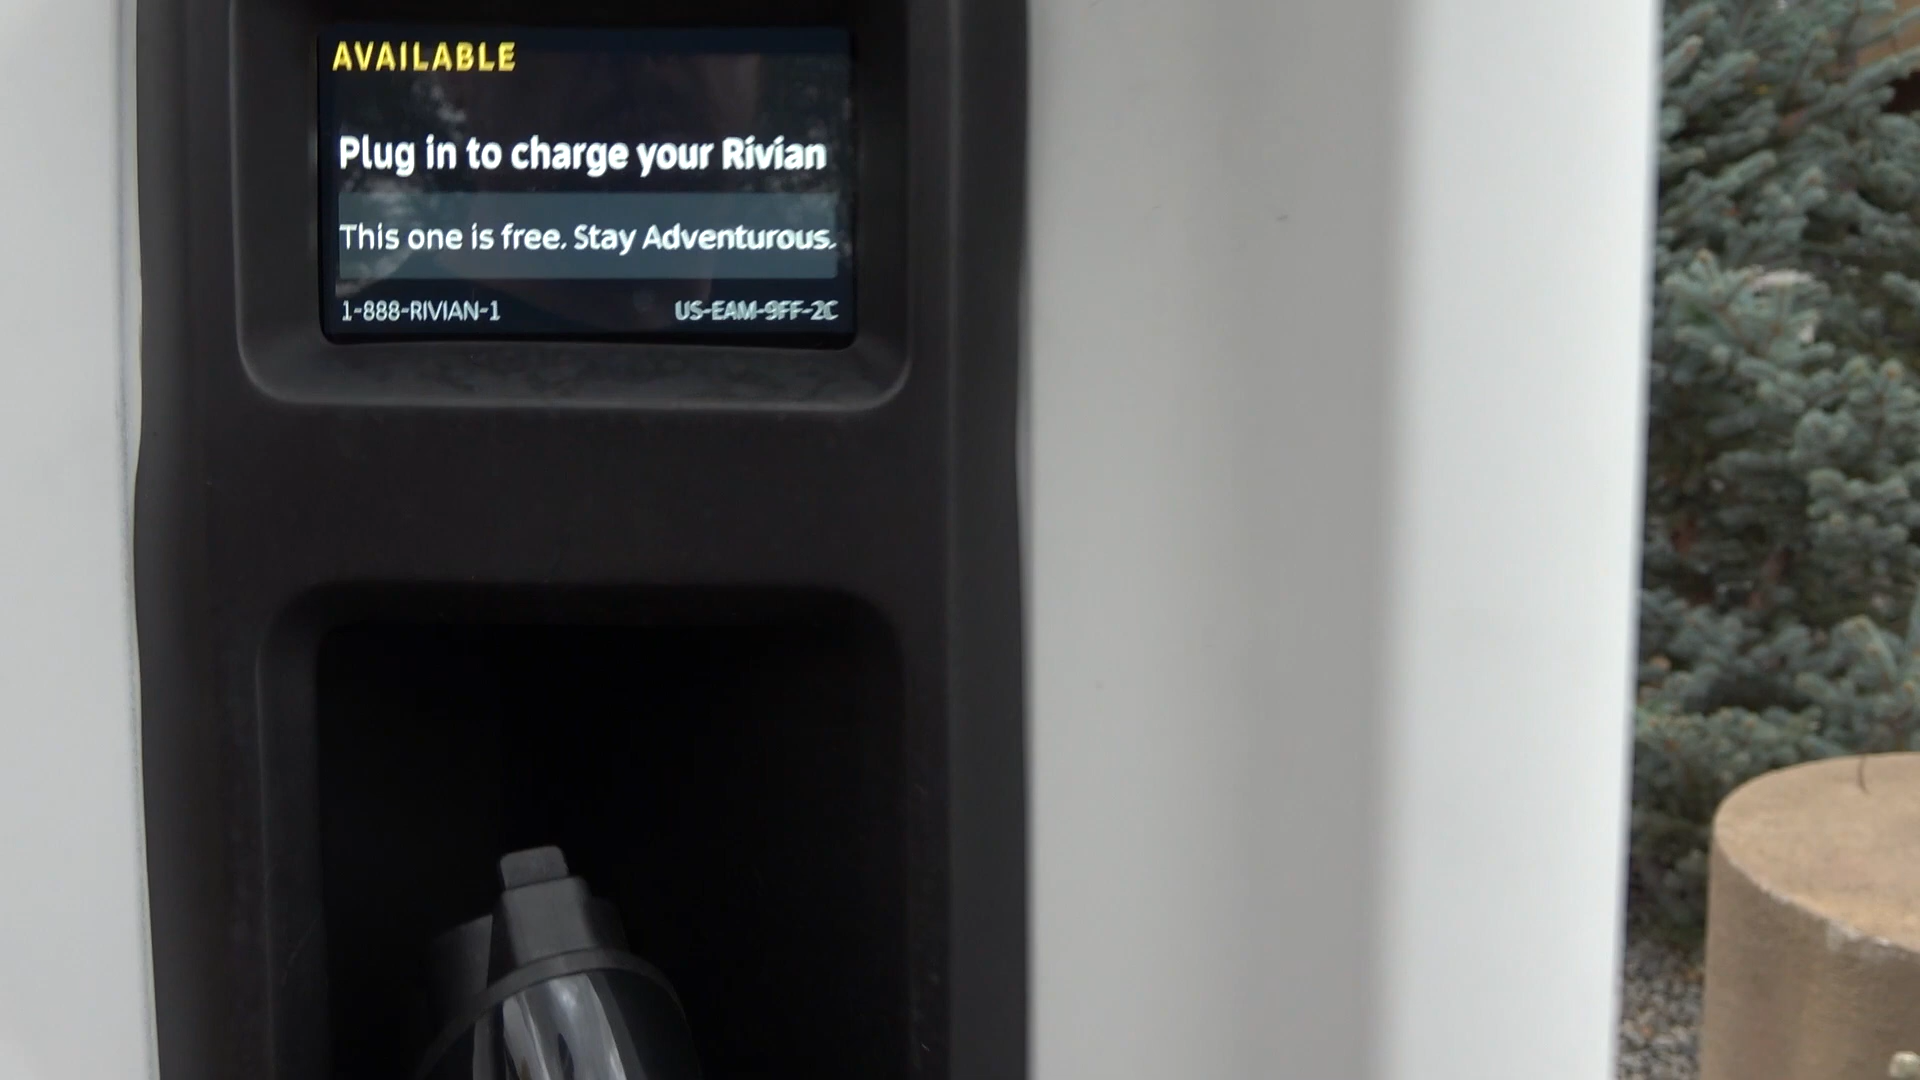 AVAILABLE
Plug in to charge your Rivian
This one is free. Stay Adventurous.
1-888-RIVIAN-1
US-EAM-9FF-2C